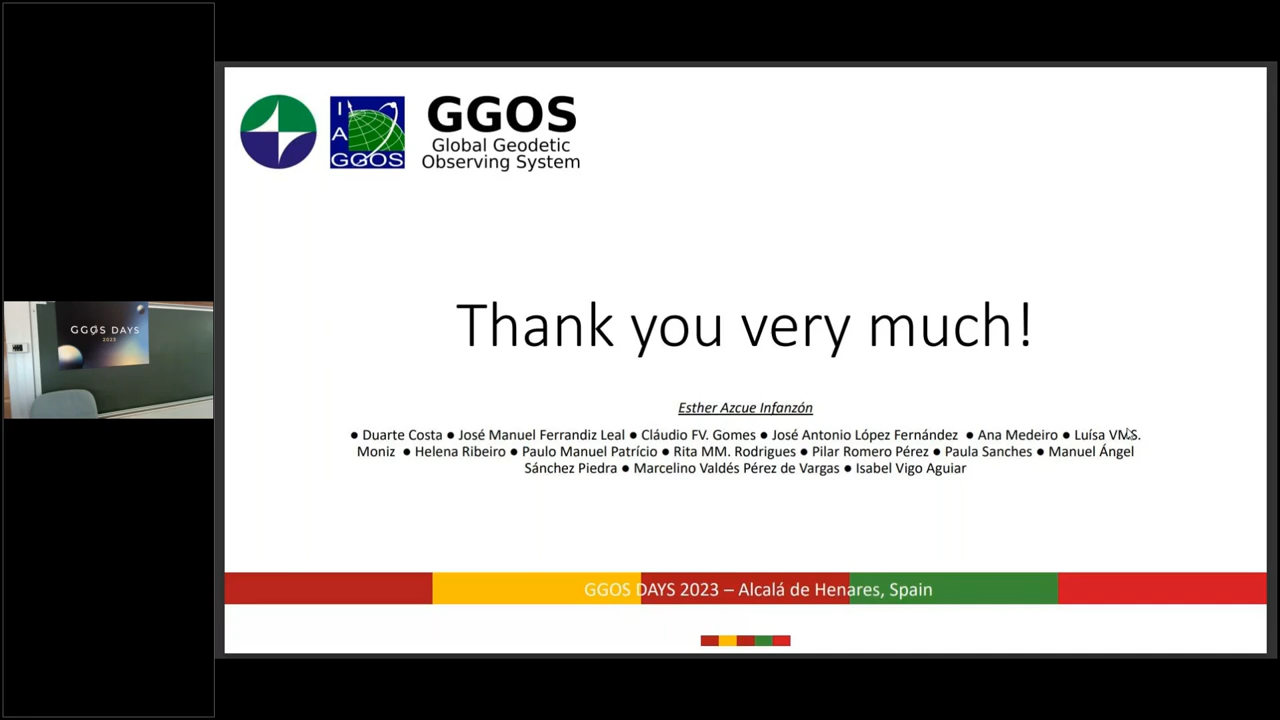 GGOS DAYS
2023
I
A
GGOS
GGOS
Global Geodetic
Observing System
Thank you very much!
Esther Azcue Infanzón
● Duarte Costa ● José Manuel Ferrandiz Leal ● Cláudio FV. Gomes ● José Antonio López Fernández ● Ana Medeiro ● Luísa VM.S.
Moniz ● Helena Ribeiro ● Paulo Manuel Patrício ● Rita MM. Rodrigues ● Pilar Romero Pérez ● Paula Sanches ● Manuel Ángel
Sánchez Piedra ● Marcelino Valdés Pérez de Vargas ● Isabel Vigo Aguiar
GGOS DAYS 2023 – Alcalá de Henares, Spain